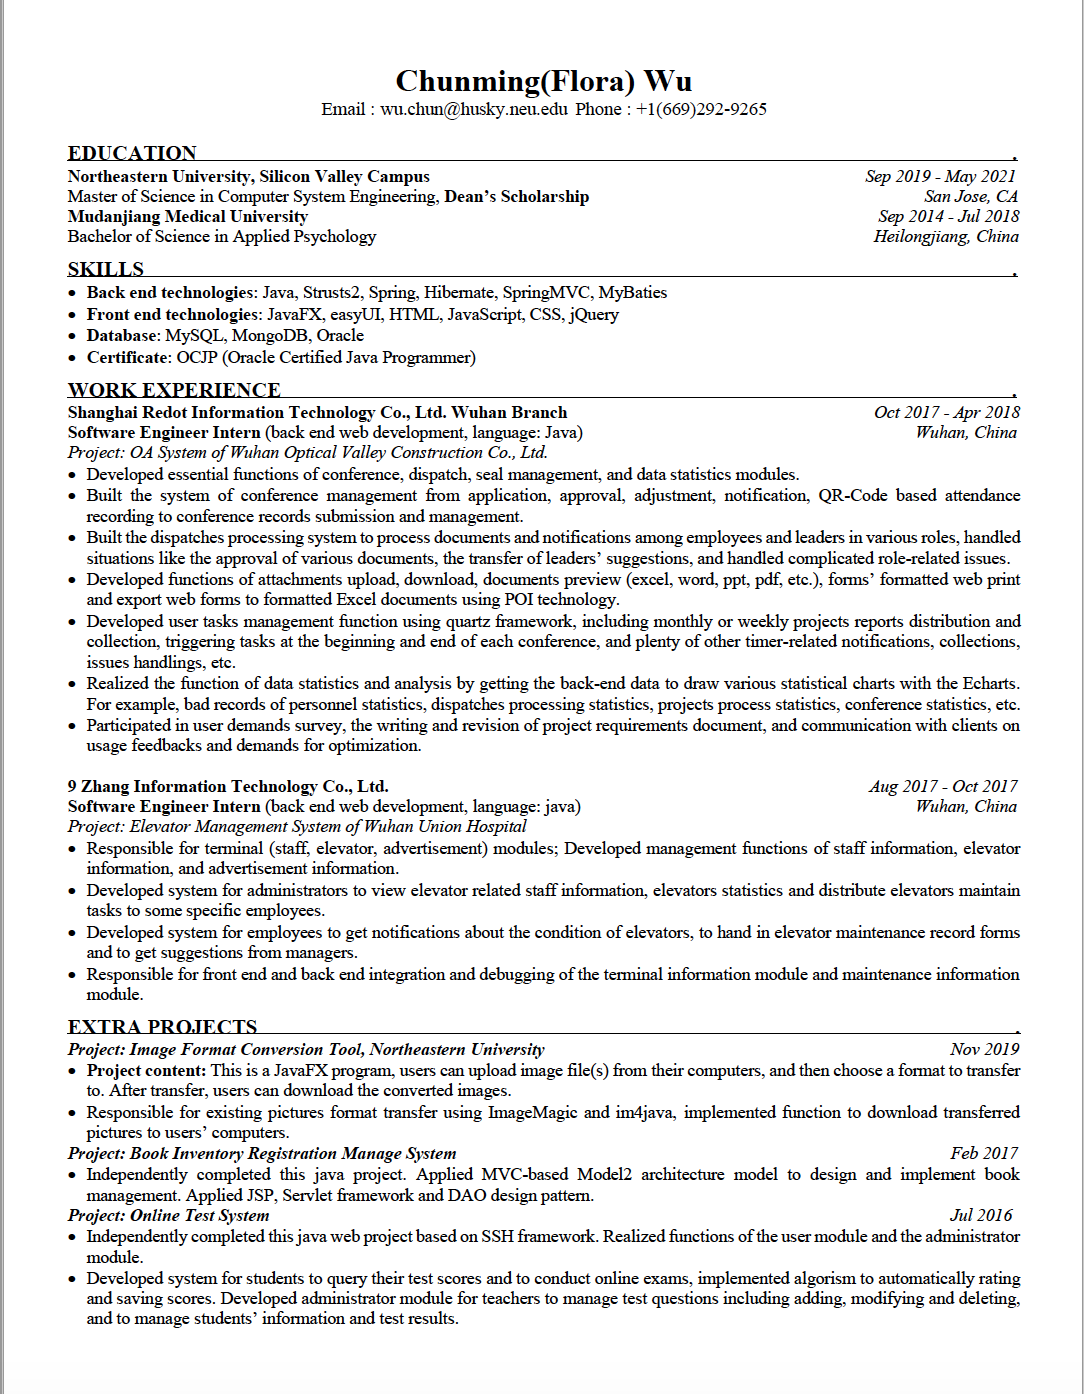 Chunming(Flora) Wu
Email : wu.chun@husky.neu.edu Phone : +1(669)292-9265
EDUCATION .
Northeastern University, Silicon Valley Campus Sep 2019 - May 2021
Master of Science in Computer System Engineering, Dean's Scholarship San Jose, CA
Mudanjiang Medical University Sep 2014 - Jul 2018
Bachelor of Science in Applied Psychology Heilongjiang, China
SKILLS .
• Back end technologies: Java, Strusts2, Spring, Hibernate, SpringMVC, MyBaties
• Front end technologies: JavaFX, easyUI, HTML, JavaScript, CSS, jQuery
• Database: MySQL, MongoDB, Oracle
• Certificate: OCJP (Oracle Certified Java Programmer)
WORK EXPERIENCE .
Shanghai Redot Information Technology Co., Ltd. Wuhan Branch Oct 2017 - Apr 2018
Software Engineer Intern (back end web development, language: Java) Wuhan, China
Project: OA System of Wuhan Optical Valley Construction Co., Ltd.
• Developed essential functions of conference, dispatch, seal management, and data statistics modules.
• Built the system of conference management from application, approval, adjustment, notification, QR-Code based attendance
recording to conference records submission and management.
• Built the dispatches processing system to process documents and notifications among employees and leaders in various roles, handled
situations like the approval of various documents, the transfer of leaders' suggestions, and handled complicated role-related issues.
• Developed functions of attachments upload, download, documents preview (excel, word, ppt, pdf, etc.), forms' formatted web print
and export web forms to formatted Excel documents using POI technology.
• Developed user tasks management function using quartz framework, including monthly or weekly projects reports distribution and
collection, triggering tasks at the beginning and end of each conference, and plenty of other timer-related notifications, collections,
issues handlings, etc.
• Realized the function of data statistics and analysis by getting the back-end data to draw various statistical charts with the Echarts.
For example, bad records of personnel statistics, dispatches processing statistics, projects process statistics, conference statistics, etc.
• Participated in user demands survey, the writing and revision of project requirements document, and communication with clients on
usage feedbacks and demands for optimization.
9 Zhang Information Technology Co., Ltd. Aug 2017 - Oct 2017
Software Engineer Intern (back end web development, language: java) Wuhan, China
Project: Elevator Management System of Wuhan Union Hospital
• Responsible for terminal (staff, elevator, advertisement) modules; Developed management functions of staff information, elevator
information, and advertisement information.
• Developed system for administrators to view elevator related staff information, elevators statistics and distribute elevators maintain
tasks to some specific employees.
• Developed system for employees to get notifications about the condition of elevators, to hand in elevator maintenance record forms
and to get suggestions from managers.
• Responsible for front end and back end integration and debugging of the terminal information module and maintenance information
module.
EXTRA PROJECTS .
Project: Image Format Conversion Tool, Northeastern University Nov 2019
• Project content: This is a JavaFX program, users can upload image file(s) from their computers, and then choose a format to transfer
to. After transfer, users can download the converted images.
• Responsible for existing pictures format transfer using ImageMagic and im4java, implemented function to download transferred
pictures to users' computers.
Project: Book Inventory Registration Manage System Feb 2017
• Independently completed this java project. Applied MVC-based Model2 architecture model to design and implement book
management. Applied JSP, Servlet framework and DAO design pattern.
Project: Online Test System Jul 2016
• Independently completed this java web project based on SSH framework. Realized functions of the user module and the administrator
module.
• Developed system for students to query their test scores and to conduct online exams, implemented algorism to automatically rating
and saving scores. Developed administrator module for teachers to manage test questions including adding, modifying and deleting,
and to manage students' information and test results.